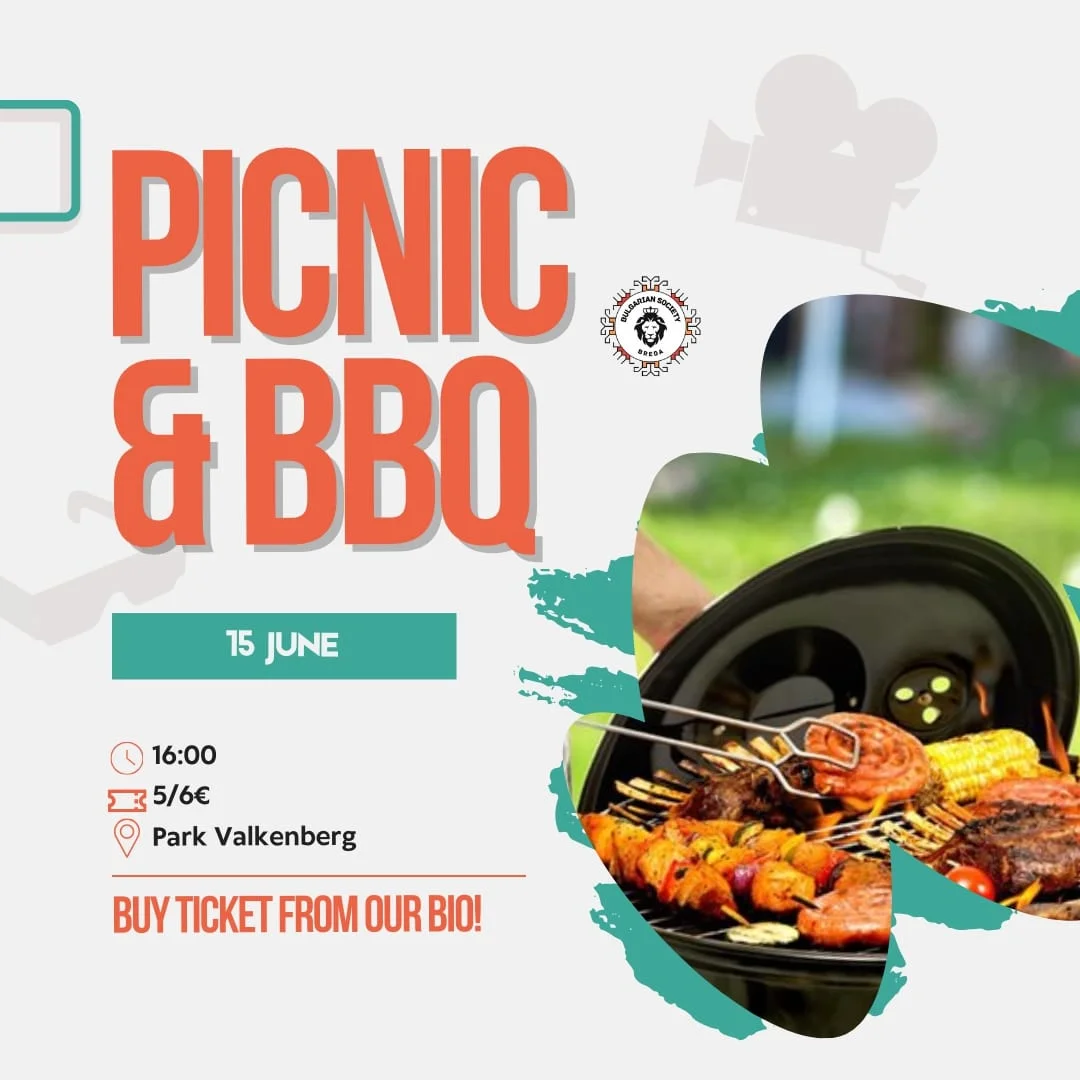 PICNIC
& BBQ
BULGARIAN SOCIETY
BREDA
15 JUNE
16:00
5/6€
Park Valkenberg
BUY TICKET FROM OUR BIO!